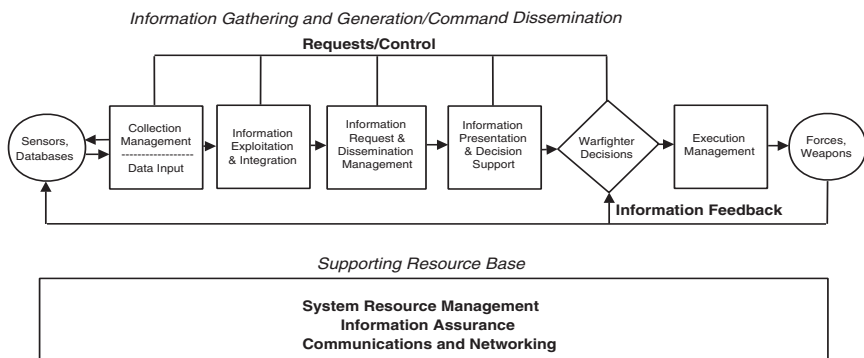 Information Gathering and Generation/Command Dissemination
Requests/Control
Sensors,
Databases
Collection
Management
-------------------
Data Input
Information
Exploitation
& Integration
Information
Request &
Dissemination
Management
Information
Presentation
& Decision
Support
Warfighter
Decisions
Execution
Management
Forces,
Weapons
Information Feedback
Supporting Resource Base
System Resource Management
Information Assurance
Communications and Networking